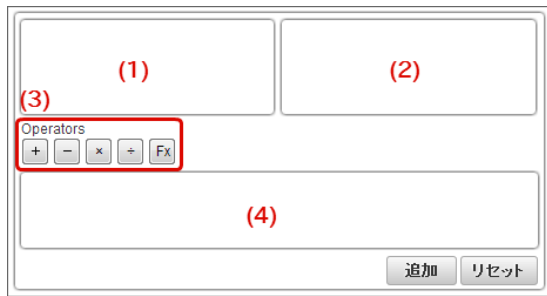 (1)
(2)
(3)
Operators
+ − × ÷ Fx
(4)
追加 リセット